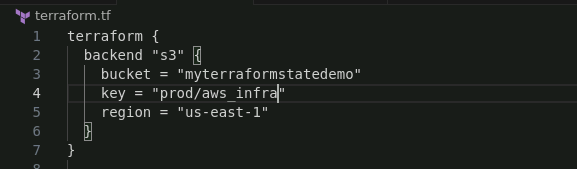 terraform.tf
1 terraform {
2 backend "s3" {
3 bucket = "myterraformstatedemo"
4 key = "prod/aws_infra"
5 region = "us-east-1"
6 }
7 }
8